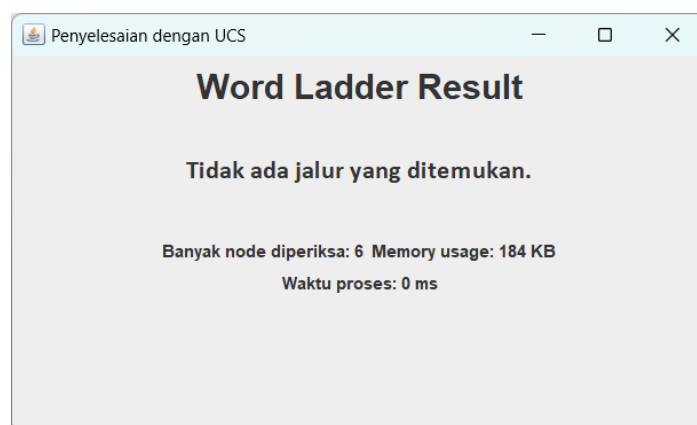 Penyelesaian dengan UCS
Word Ladder Result
Tidak ada jalur yang ditemukan.
Banyak node diperiksa: 6 Memory usage: 184 KB
Waktu proses: 0 ms